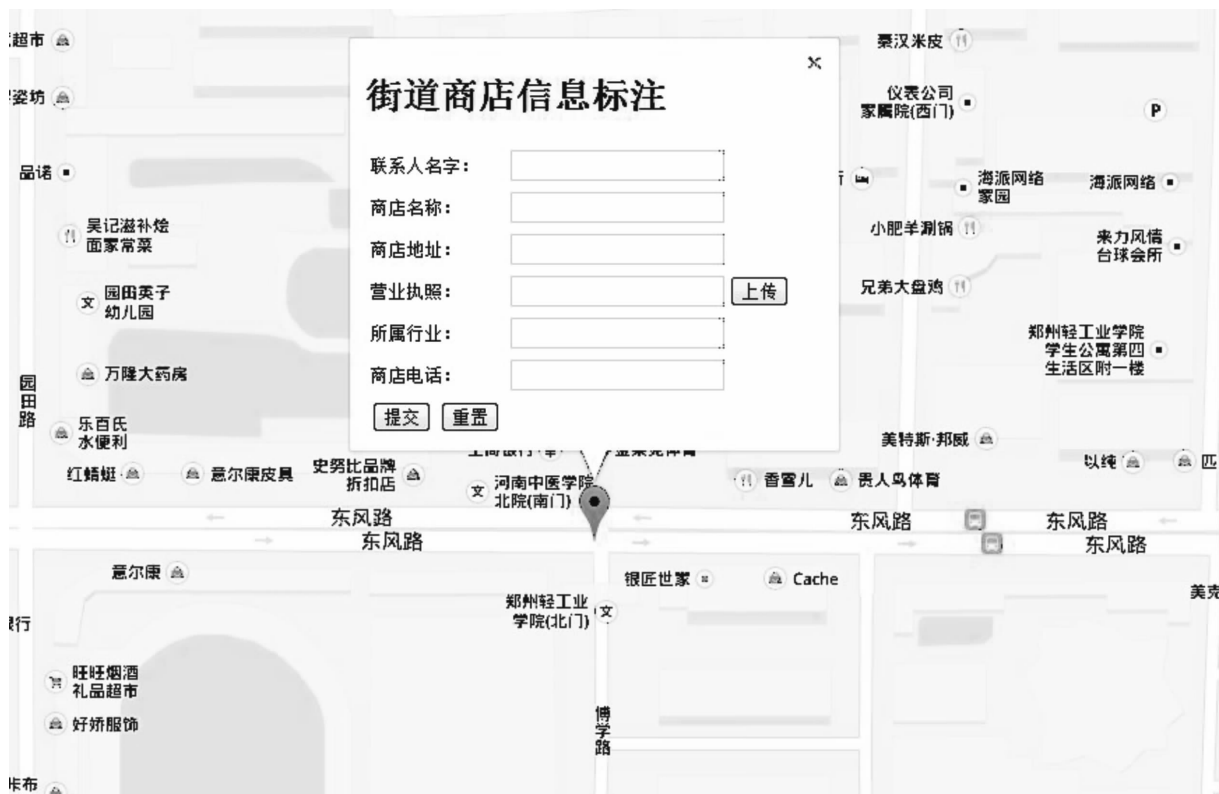 超市
姿坊
品诺
吴记滋补烩
面家常菜
园田英子
幼儿园
万隆大药房
园田路
乐百氏
水便利
红蜻蜓
意尔康皮具
史努比品牌
折扣店
×
街道商店信息标注
联系人名字:
商店名称:
商店地址:
营业执照:
上传
所属行业:
商店电话:
提交
重置
河南中医学院
北院(南门)
秦汉米皮
仪表公司
家属院(西门)
P
海派网络
家园
海派网络
小肥羊涮锅
来力风情
台球会所
兄弟大盘鸡
郑州轻工业学院
学生公寓第四
生活区附一楼
美特斯·邦威
以纯
匹
香雪儿
贵人鸟体育
东风路
东风路
东风路
东风路
东风路
意尔康
银匠世家
Cache
郑州轻工业
学院(北门)
美克
银行
旺旺烟酒
礼品超市
好娇服饰
博学路
卡布